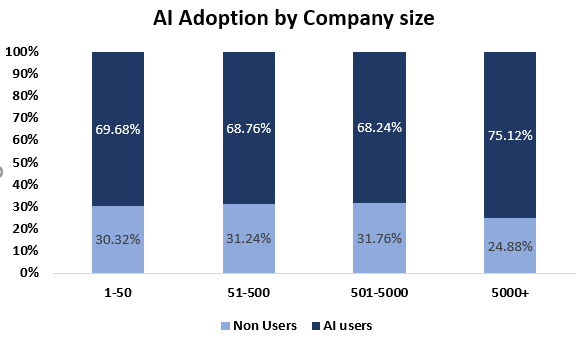 AI Adoption by Company size
100%
90%
80%
70%
60%
50%
40%
30%
20%
10%
0%
69.68% 68.76% 68.24% 75.12%
30.32% 31.24% 31.76% 24.88%
1-50 51-500 501-5000 5000+
Non Users AI users